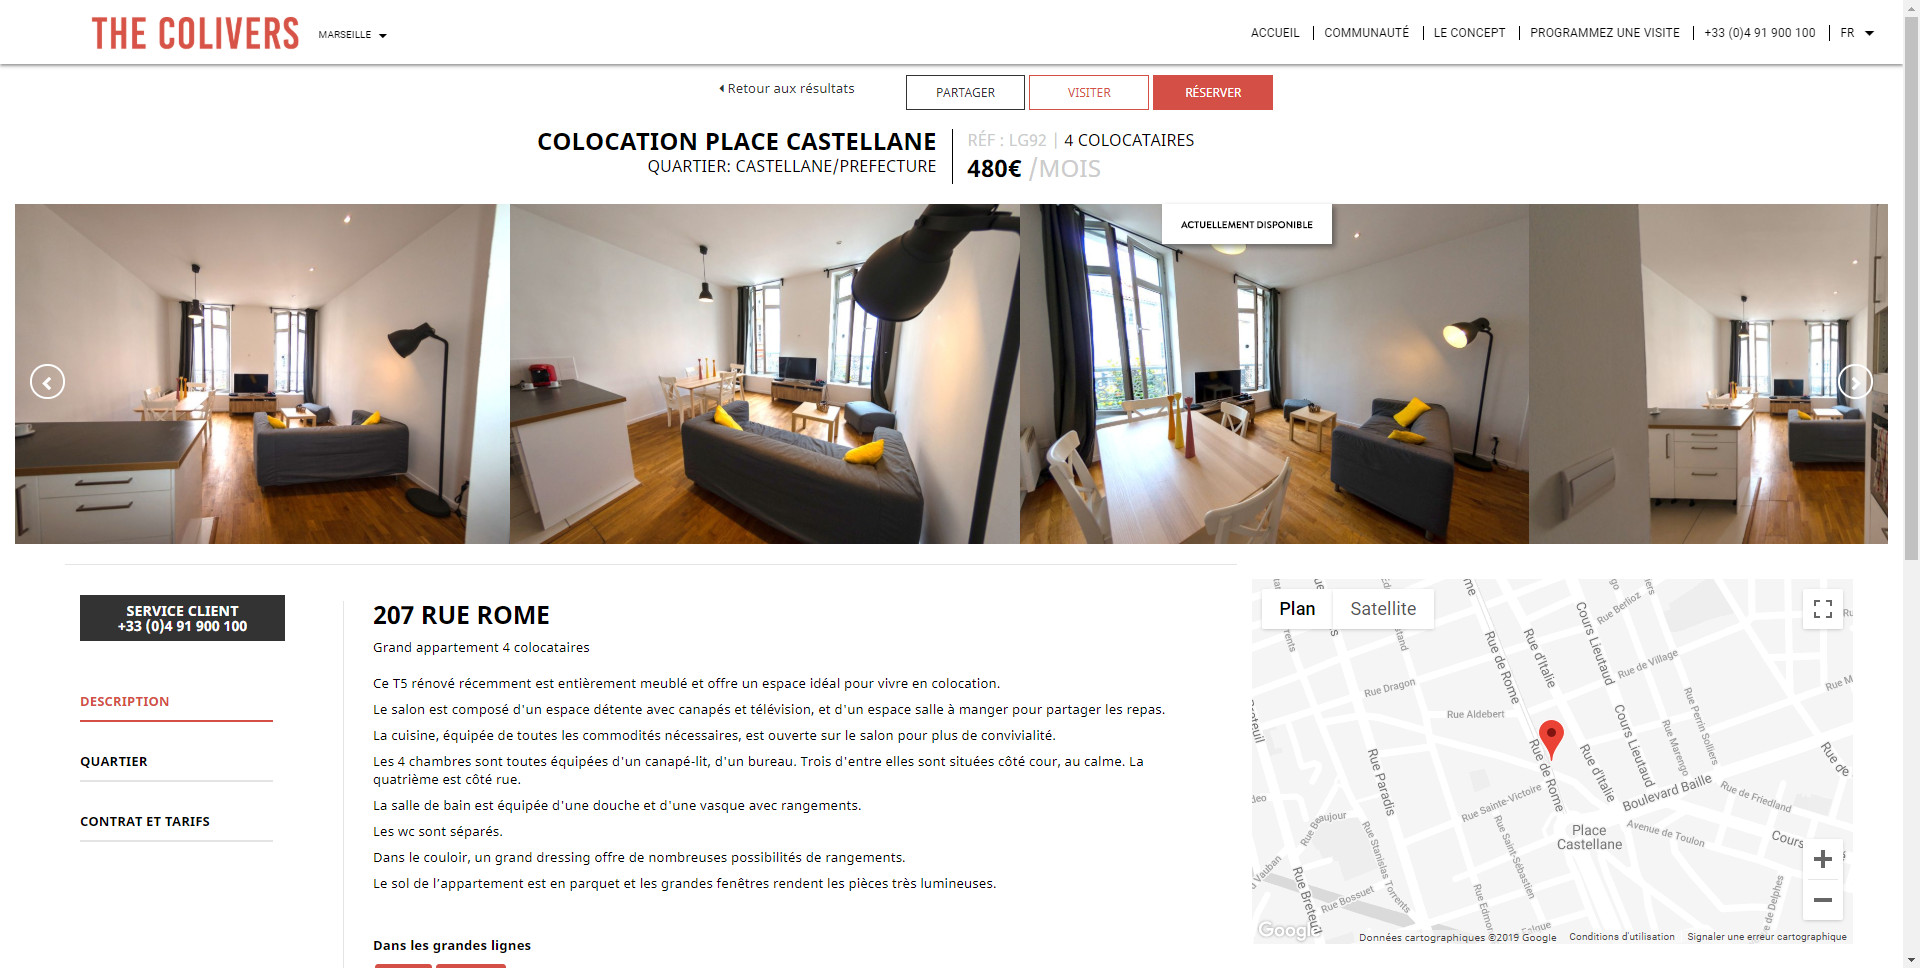 THE COLIVERS
MARSEILLE
ACCUEIL
COMMUNAUTÉ
LE CONCEPT
PROGRAMMEZ UNE VISITE
+33 (0)4 91 900 100
FR
Retour aux résultats
PARTAGER
VISITER
RÉSERVER
COLOCATION PLACE CASTELLANE
QUARTIER: CASTELLANE/PREFECTURE
RÉF : LG92 | 4 COLOCATAIRES
480€ /MOIS
ACTUELLEMENT DISPONIBLE
SERVICE CLIENT
+33 (0)4 91 900 100
DESCRIPTION
QUARTIER
CONTRAT ET TARIFS
207 RUE ROME
Grand appartement 4 colocataires
Ce T5 rénové récemment est entièrement meublé et offre un espace idéal pour vivre en colocation.
Le salon est composé d'un espace détente avec canapés et télévision, et d'un espace salle à manger pour partager les repas.
La cuisine, équipée de toutes les commodités nécessaires, est ouverte sur le salon pour plus de convivialité.
Les 4 chambres sont toutes équipées d'un canapé-lit, d'un bureau. Trois d'entre elles sont situées côté cour, au calme. La
quatrième est côté rue.
La salle de bain est équipée d'une douche et d'une vasque avec rangements.
Les wc sont séparés.
Dans le couloir, un grand dressing offre de nombreuses possibilités de rangements.
Le sol de l'appartement est en parquet et les grandes fenêtres rendent les pièces très lumineuses.
Dans les grandes lignes
Plan
Satellite
Rue Berlioz
Cours Lieutaud
Rue d'Italie
Rue de Rome
Rue de Village
Rue Dragon
Rue Aldebert
Rue Perrin Solliers
Rue Marengo
Cours Lieutaud
Rue de Rome
Rue d'Italie
Rue Paradis
Boulevard Baille
Rue de Friedland
Rue Sainte-Victoire
Place
Castellane
Avenue de Toulon
Rue Saint-Sébastien
Rue Stanislas Torrents
Rue Bossuet
Rue Breteuil
Google
Données cartographiques ©2019 Google
Conditions d'utilisation
Signaler une erreur cartographique